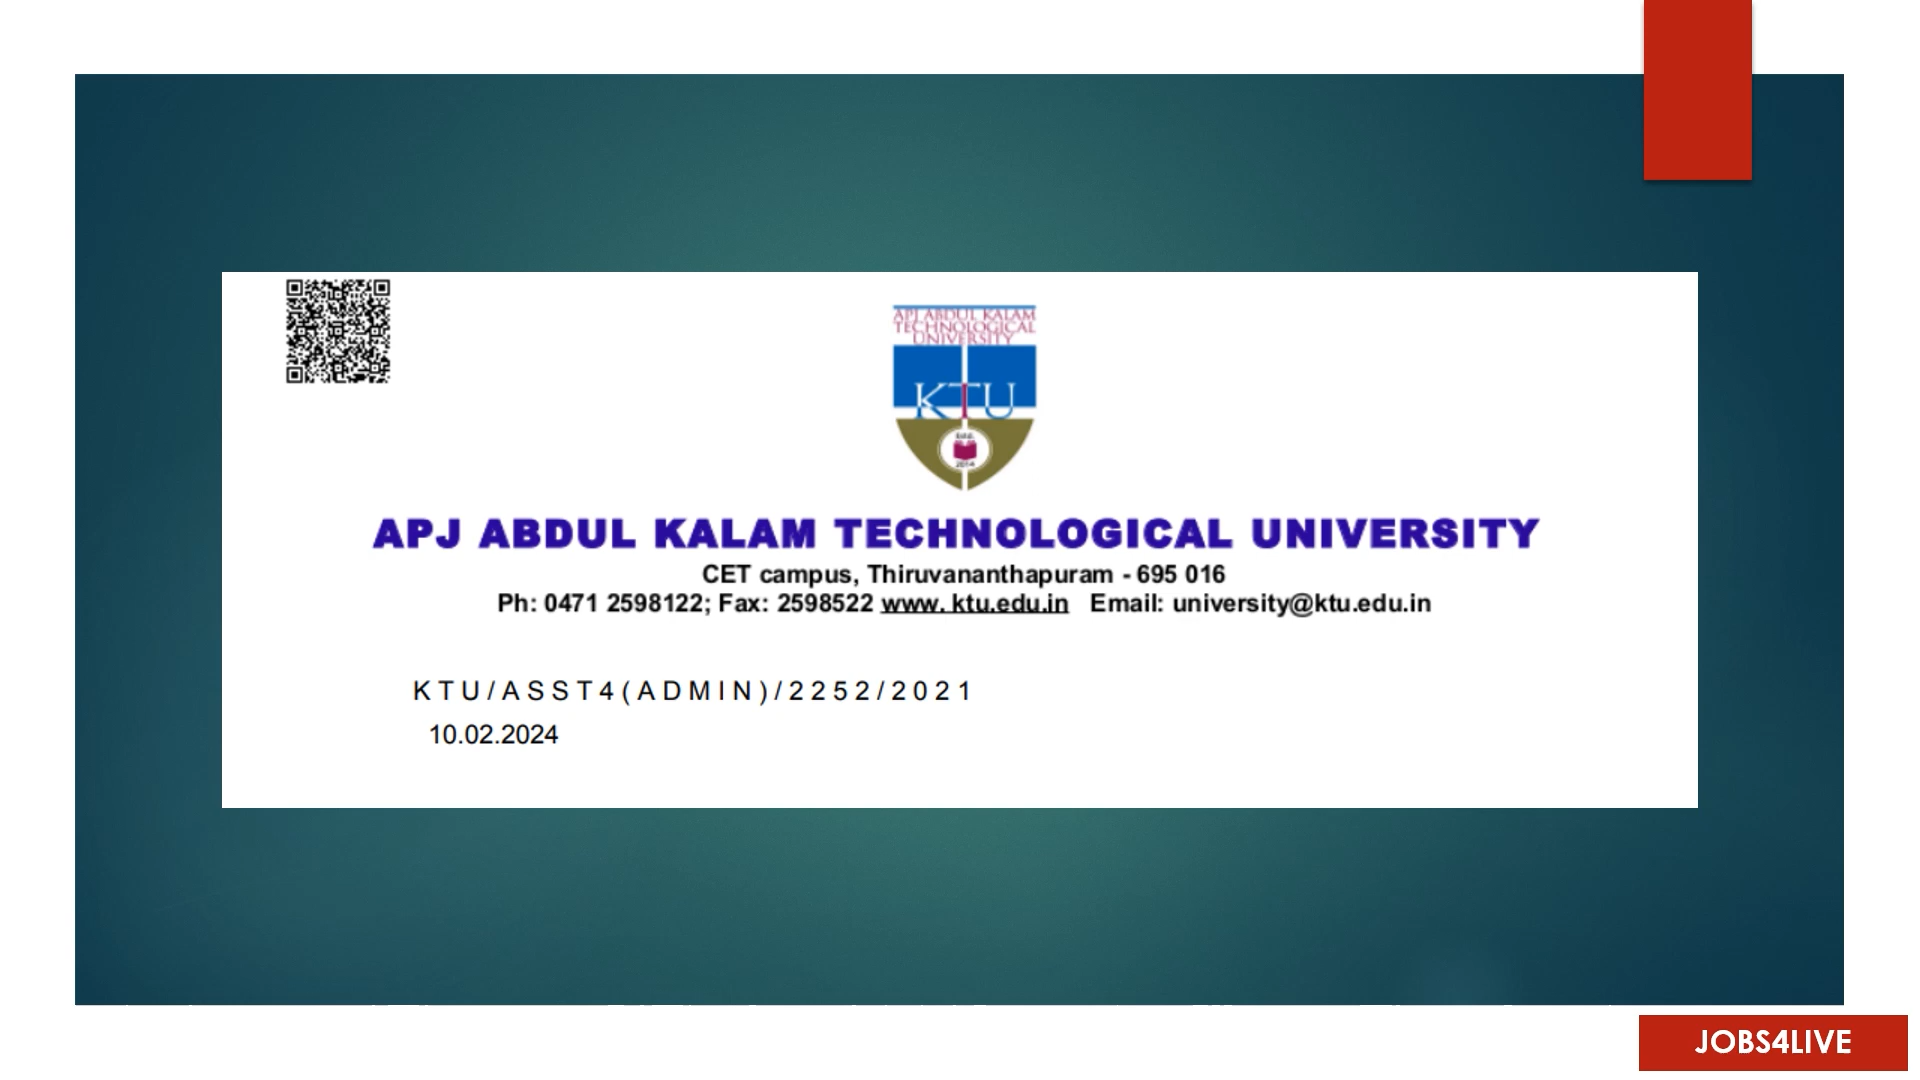 APJ ABDUL KALAM
TECHNOLOGICAL
UNIVERSITY
KTU
Estd.
2014
APJ ABDUL KALAM TECHNOLOGICAL UNIVERSITY
CET campus, Thiruvananthapuram - 695 016
Ph: 0471 2598122; Fax: 2598522 www. ktu.edu.in Email: university@ktu.edu.in
KTU/ASST4(ADMIN)/2252/2021
10.02.2024
JOBS4LIVE